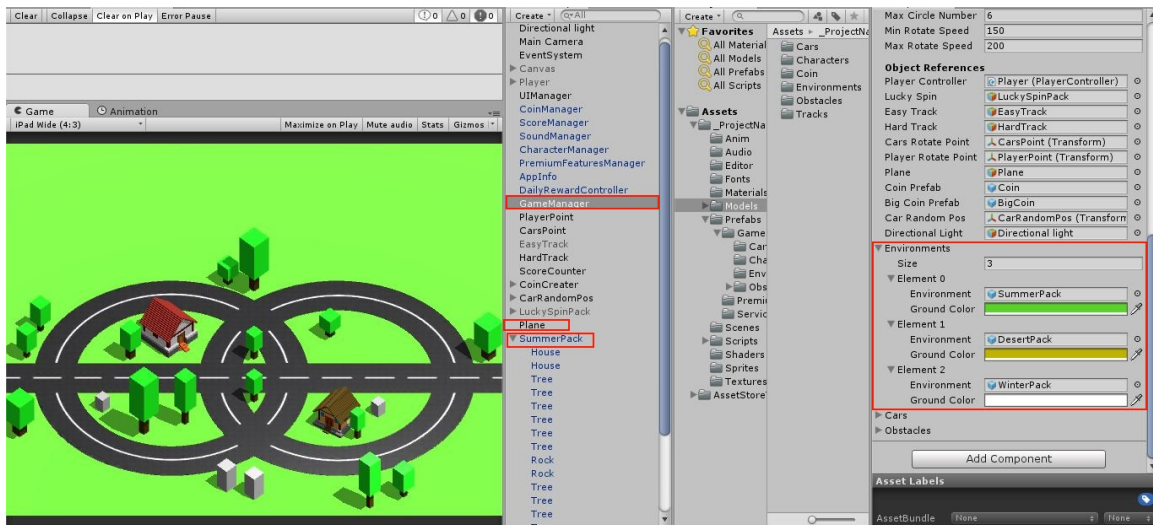 Clear Collapse Clear on Play Error Pause 0 0 0
Game Animation
iPad Wide (4:3) Maximize on Play Mute audio Stats Gizmos
Create All
Directional light
Main Camera
EventSystem
Canvas
Player
UIManager
CoinManager
ScoreManager
SoundManager
CharacterManager
PremiumFeaturesManager
AppInfo
DailyRewardController
GameManager
PlayerPoint
CarsPoint
EasyTrack
HardTrack
ScoreCounter
CoinCreater
CarRandomPos
LuckySpinPack
Plane
SummerPack
House
House
Tree
Tree
Tree
Tree
Tree
Tree
Rock
Rock
Tree
Tree
Tree
Create
Favorites
All Material
All Models
All Prefabs
All Scripts
Assets
_ProjectNa
Anim
Audio
Editor
Fonts
Materials
Models
Prefabs
Game
Car
Cha
Env
Obs
Premi
Servic
Scenes
Scripts
Shaders
Sprites
Textures
AssetStore
Assets _ProjectNa
Cars
Characters
Coin
Environments
Obstacles
Tracks
Max Circle Number 6
Min Rotate Speed 150
Max Rotate Speed 200
Object References
Player Controller Player (PlayerController)
Lucky Spin LuckySpinPack
Easy Track EasyTrack
Hard Track HardTrack
Cars Rotate Point CarsPoint (Transform)
Player Rotate Point PlayerPoint (Transform)
Plane Plane
Coin Prefab Coin
Big Coin Prefab BigCoin
Car Random Pos CarRandomPos (Transform
Directional Light Directional light
Environments
Size 3
Element 0
Environment SummerPack
Ground Color
Element 1
Environment DesertPack
Ground Color
Element 2
Environment WinterPack
Ground Color
Cars
Obstacles
Add Component
Asset Labels
AssetBundle None None